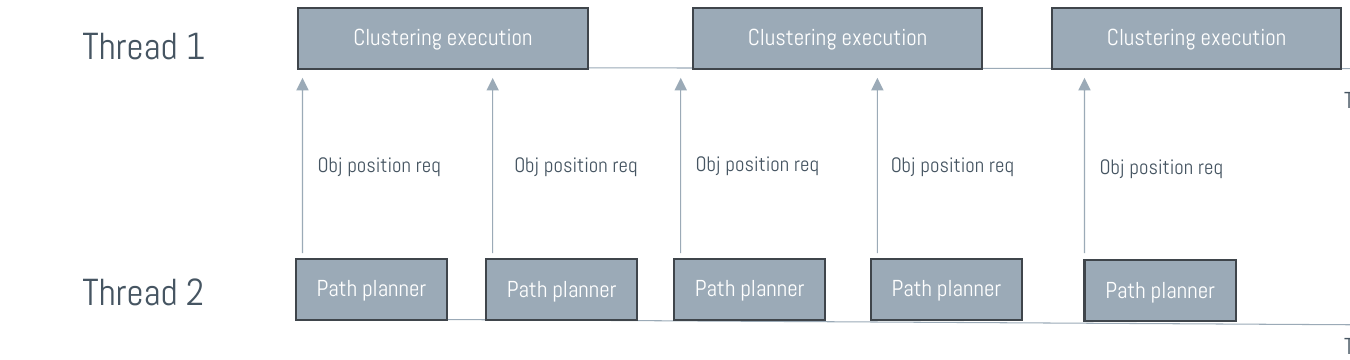 Clustering execution
Clustering execution
Clustering execution
Thread 1
T
Obj position req
Obj position req
Obj position req
Obj position req
Obj position req
Thread 2
Path planner
Path planner
Path planner
Path planner
Path planner
T